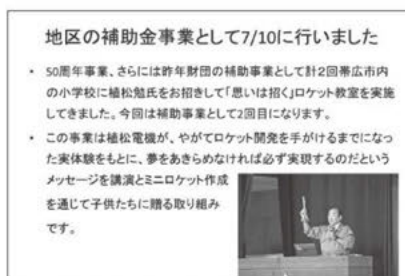 地区の補助金事業として7/10に行いました
• 50周年事業、さらには昨年財団の補助事業として計2回帯広市内
の小学校に植松勉氏をお招きして「思いは招く」ロケット教室を実施
してきました。今回は補助事業として2回目になります。
• この事業は植松電機が、やがてロケット開発を手がけるまでになっ
た実体験をもとに、夢をあきらめなければ必ず実現するのだという
メッセージを講演とミニロケット作成
を通じて子供たちに贈る取り組み
です。